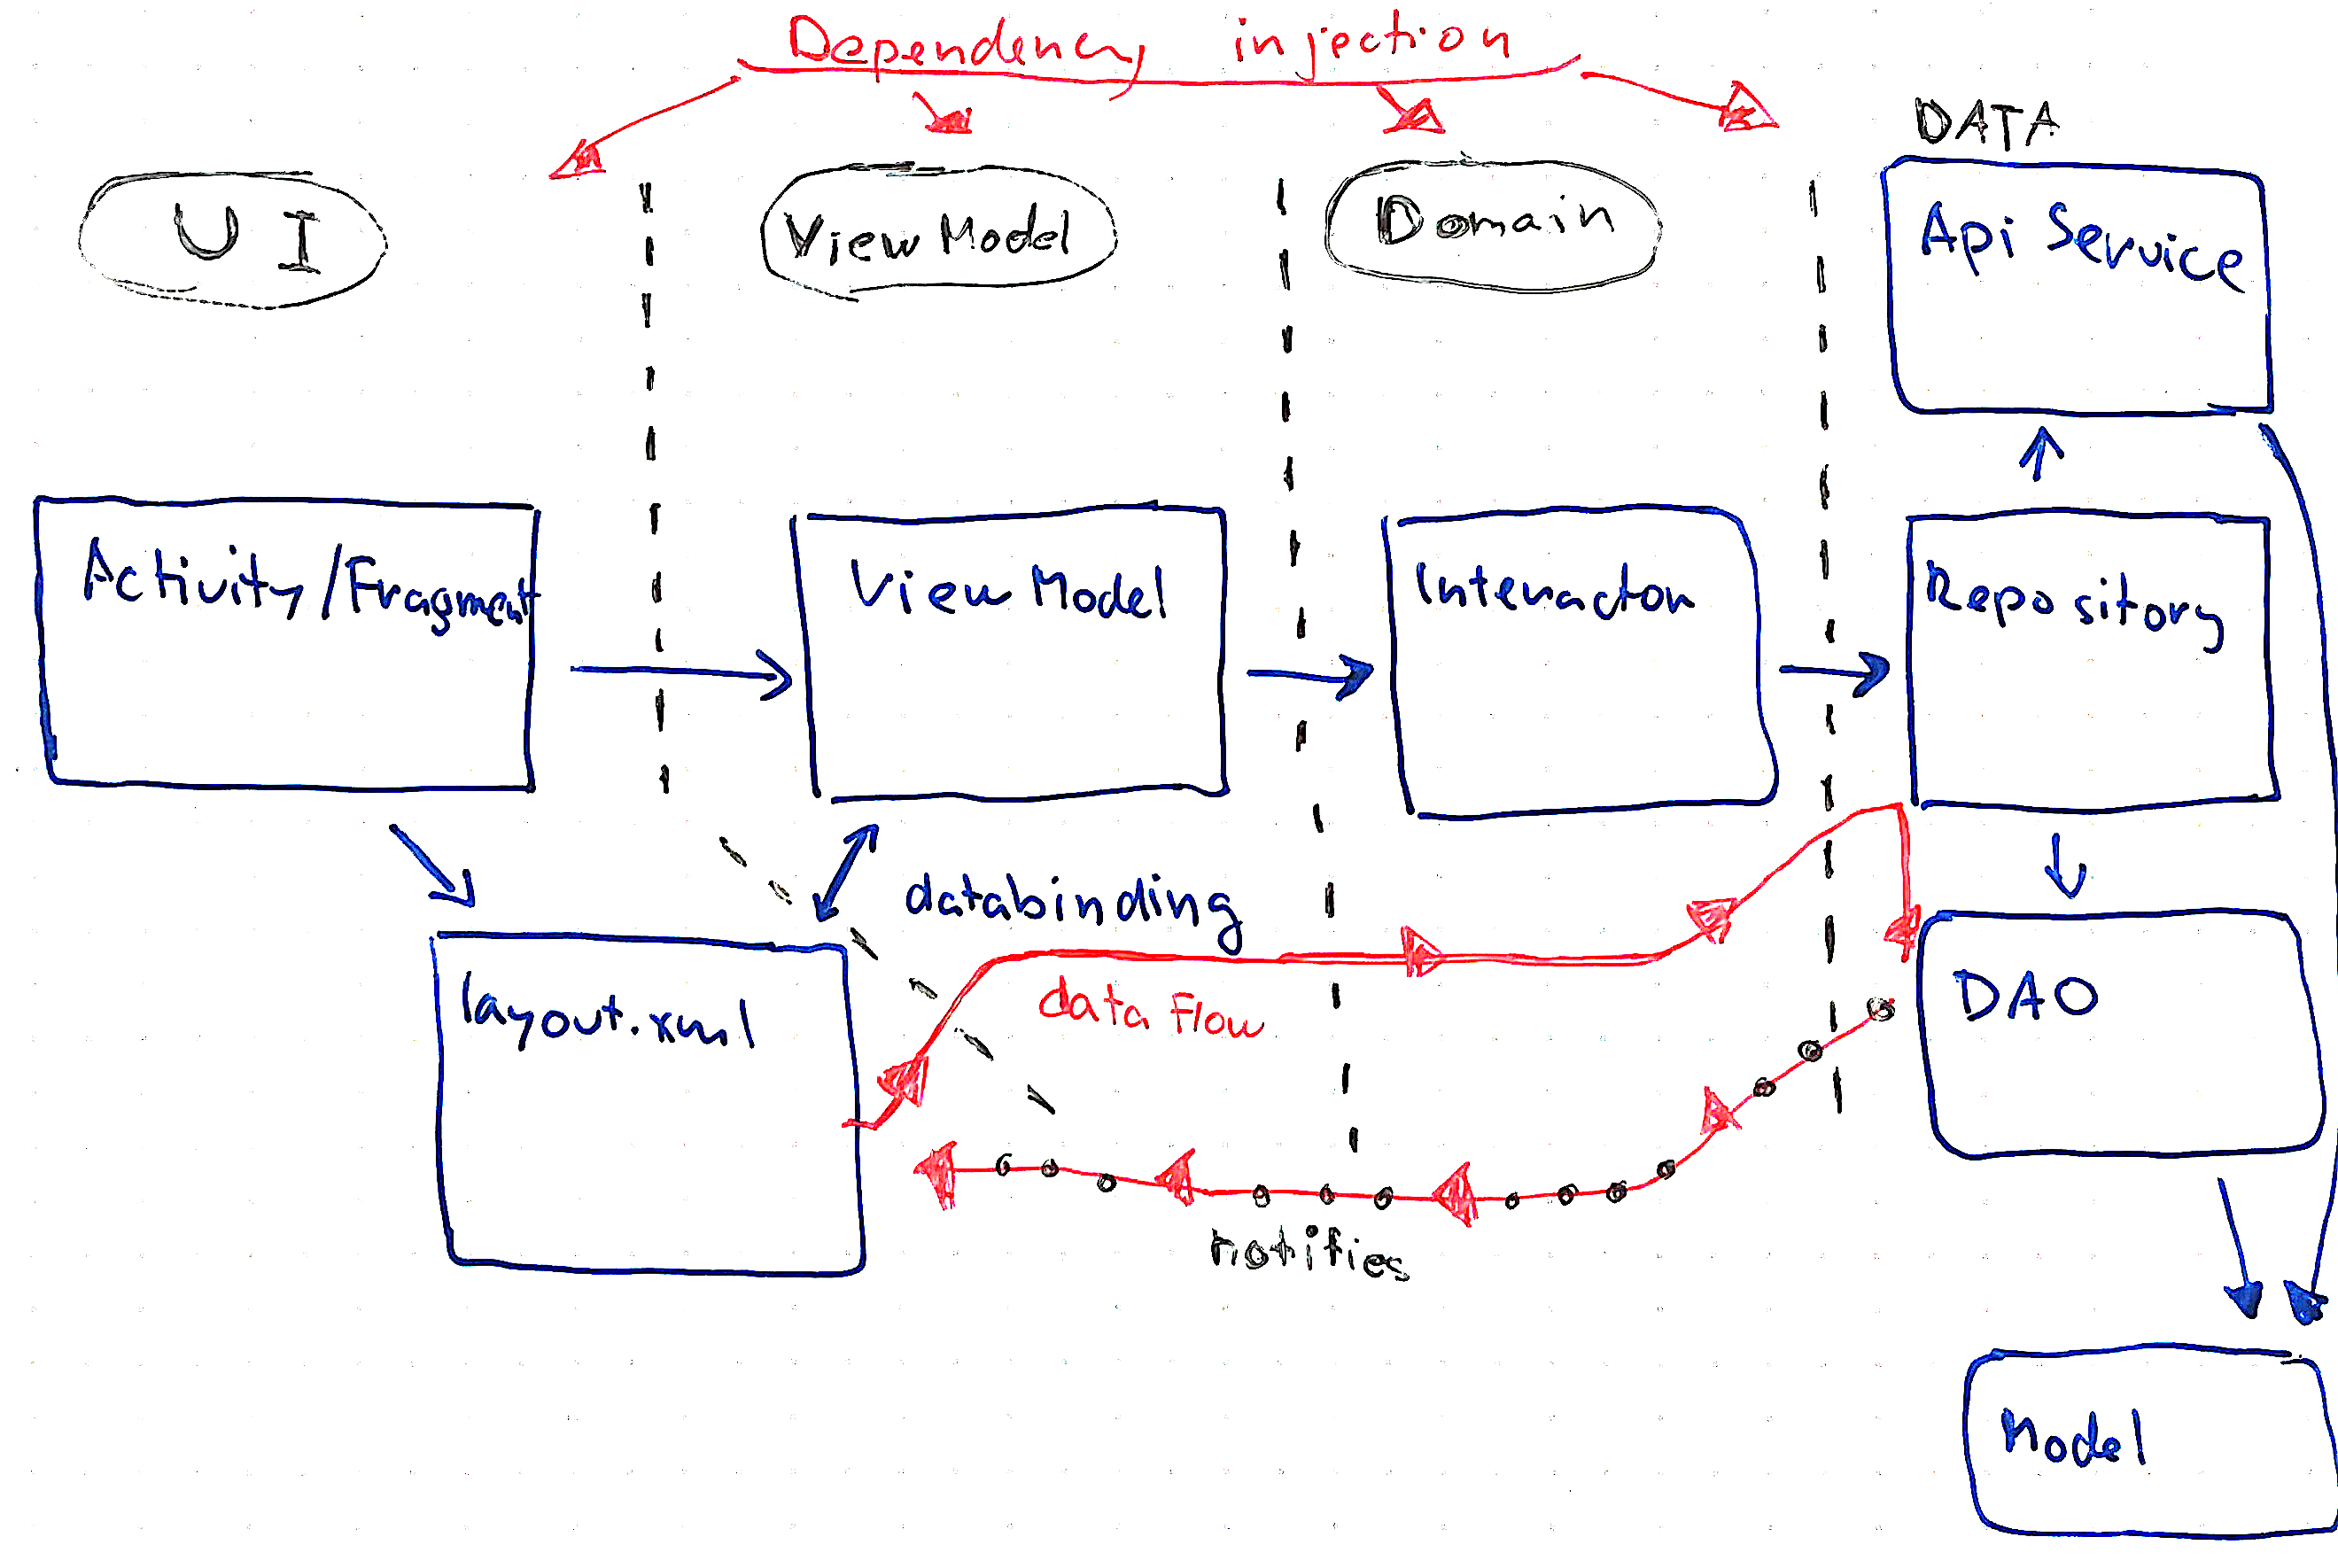 Dependency injection
DATA
UI
View Model
Domain
Api Service
Activity/Fragment
View Model
Interactor
Repository
databinding
layout.xml
data flow
DAO
notifies
Model